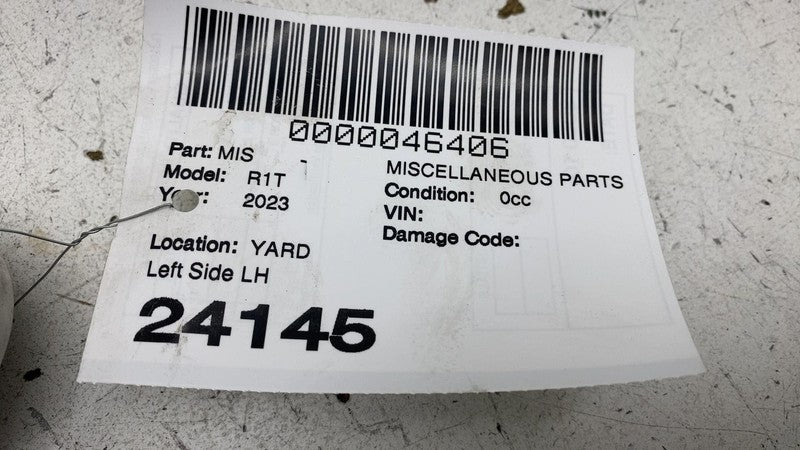 0000046406
Part: MIS -
MISCELLANEOUS PARTS
Model: R1T
Condition: 0cc
Year: 2023
VIN:
Damage Code:
Location: YARD
Left Side LH
24145